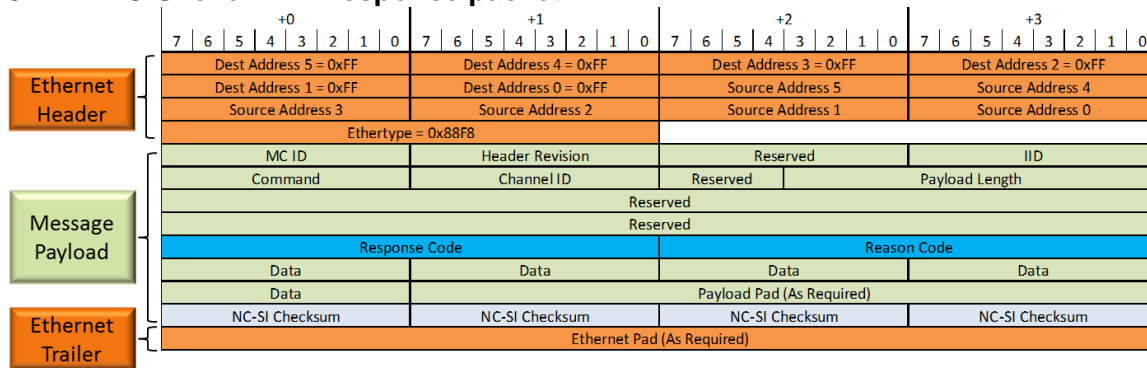 +0 +1 +2 +3
7 6 5 4 3 2 1 0 7 6 5 4 3 2 1 0 7 6 5 4 3 2 1 0 7 6 5 4 3 2 1 0
Ethernet Header
Dest Address 5 = 0xFF Dest Address 4 = 0xFF Dest Address 3 = 0xFF Dest Address 2 = 0xFF
Dest Address 1 = 0xFF Dest Address 0 = 0xFF Source Address 5 Source Address 4
Source Address 3 Source Address 2 Source Address 1 Source Address 0
Ethertype = 0x88F8
Message Payload
MC ID Header Revision Reserved IID
Command Channel ID Reserved Payload Length
Reserved
Reserved
Response Code Reason Code
Data Data Data Data
Data Payload Pad (As Required)
NC-SI Checksum NC-SI Checksum NC-SI Checksum NC-SI Checksum
Ethernet Trailer
Ethernet Pad (As Required)